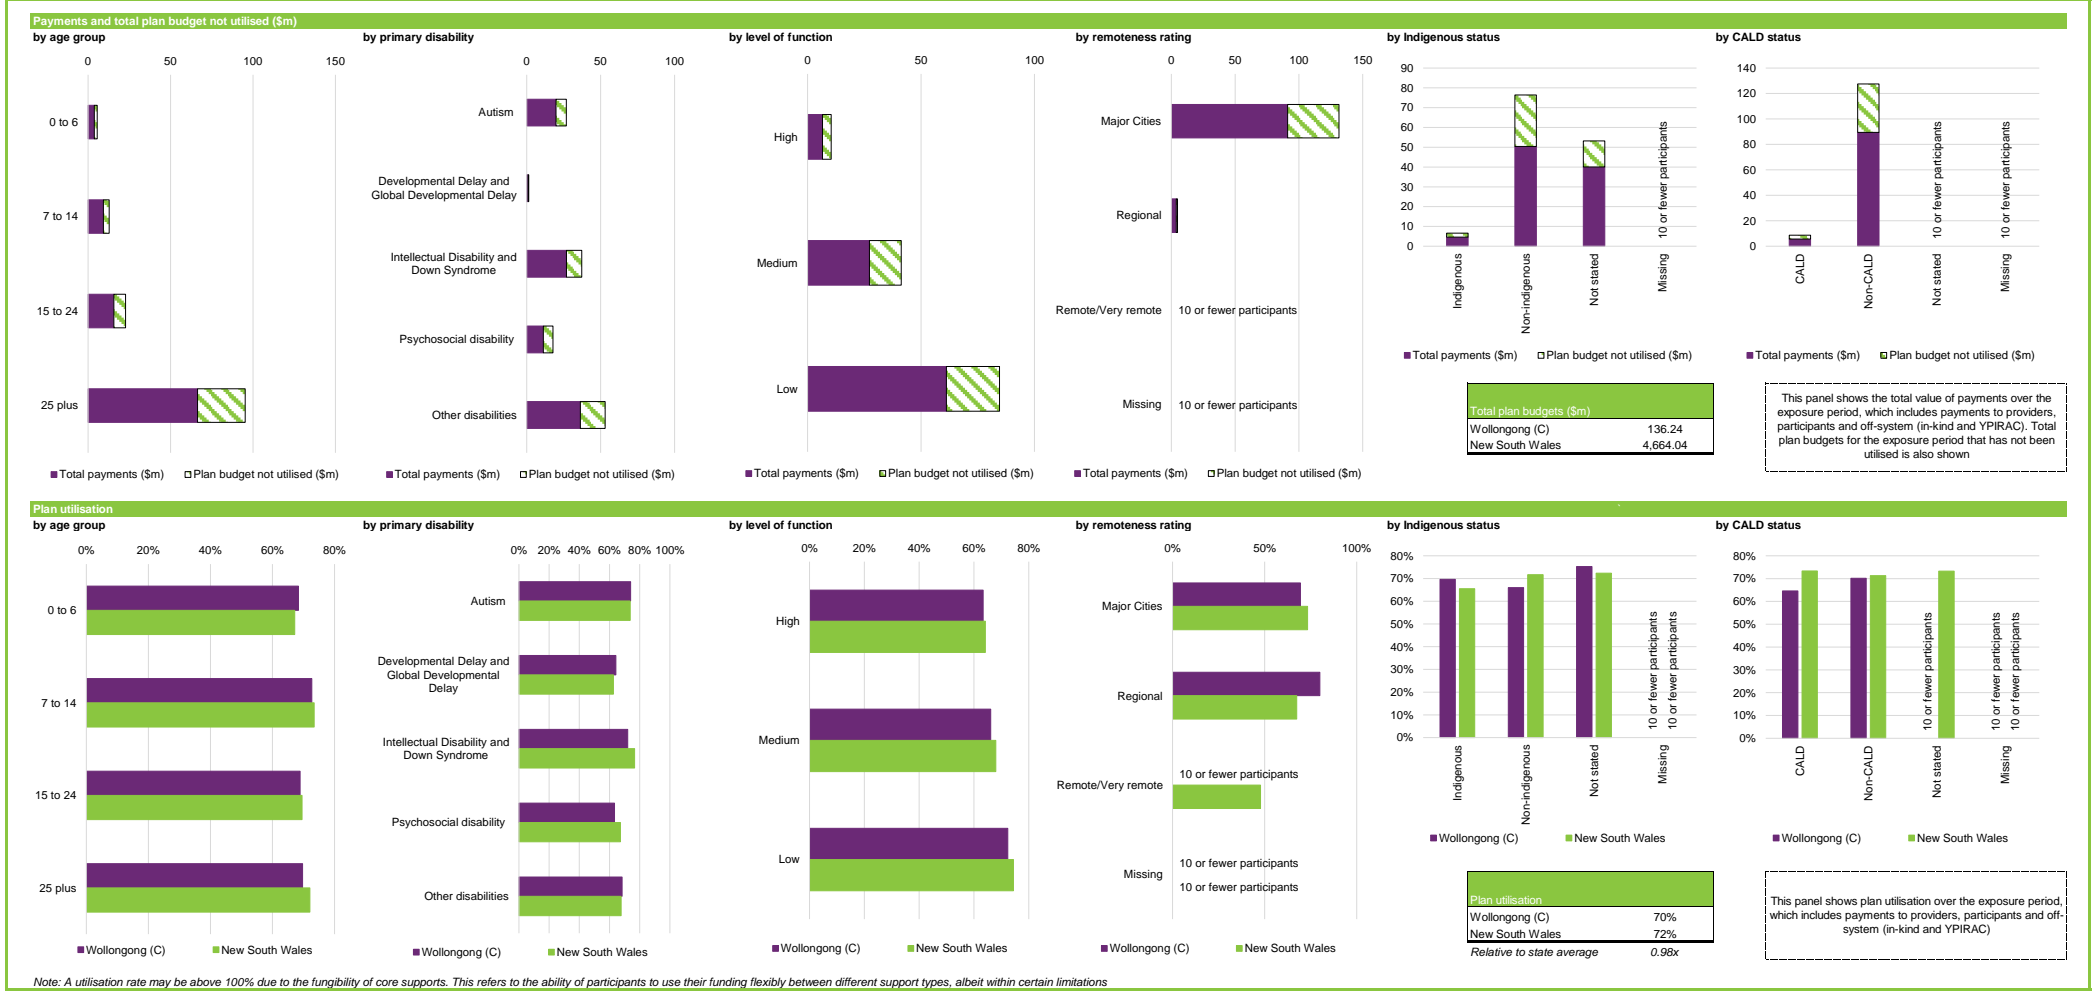 Payments and total plan budget not utilised ($m)
by age group
0 50 100 150
0 to 6
7 to 14
15 to 24
25 plus
Total payments ($m) Plan budget not utilised ($m)
by primary disability
0 50 100
Autism
Developmental Delay and
Global Developmental Delay
Intellectual Disability and
Down Syndrome
Psychosocial disability
Other disabilities
Total payments ($m) Plan budget not utilised ($m)
by level of function
0 50 100
High
Medium
Low
Total payments ($m) Plan budget not utilised ($m)
by remoteness rating
0 50 100 150
Major Cities
Regional
Remote/Very remote 10 or fewer participants
Missing 10 or fewer participants
Total payments ($m) Plan budget not utilised ($m)
by Indigenous status
90
80
70
60
50
40
30
20
10
0
10 or fewer participants
Indigenous
Non-indigenous
Not stated
Missing
Total payments ($m) Plan budget not utilised ($m)
by CALD status
140
120
100
80
60
40
20
0
10 or fewer participants
10 or fewer participants
CALD
Non-CALD
Not stated
Missing
Total payments ($m) Plan budget not utilised ($m)
Total plan budgets ($m)
Wollongong (C) 136.24
New South Wales 4,664.04
This panel shows the total value of payments over the
exposure period, which includes payments to providers,
participants and off-system (in-kind and YPIRAC). Total
plan budgets for the exposure period that has not been
utilised is also shown
Plan utilisation
by age group
0% 20% 40% 60% 80%
0 to 6
7 to 14
15 to 24
25 plus
Wollongong (C) New South Wales
by primary disability
0% 20% 40% 60% 80% 100%
Autism
Developmental Delay and
Global Developmental
Delay
Intellectual Disability and
Down Syndrome
Psychosocial disability
Other disabilities
Wollongong (C) New South Wales
by level of function
0% 20% 40% 60% 80%
High
Medium
Low
Wollongong (C) New South Wales
by remoteness rating
0% 50% 100%
Major Cities
Regional
Remote/Very remote
10 or fewer participants
Missing
10 or fewer participants
10 or fewer participants
Wollongong (C) New South Wales
by Indigenous status
80%
70%
60%
50%
40%
30%
20%
10%
0%
10 or fewer participants
10 or fewer participants
Indigenous
Non-indigenous
Not stated
Missing
Wollongong (C) New South Wales
by CALD status
80%
70%
60%
50%
40%
30%
20%
10%
0%
10 or fewer participants
10 or fewer participants
10 or fewer participants
CALD
Non-CALD
Not stated
Missing
Wollongong (C) New South Wales
Plan utilisation
Wollongong (C) 70%
New South Wales 72%
Relative to state average 0.98x
This panel shows plan utilisation over the exposure period,
which includes payments to providers, participants and off-
system (in-kind and YPIRAC)
Note: A utilisation rate may be above 100% due to the fungibility of core supports. This refers to the ability of participants to use their funding flexibly between different support types, albeit within certain limitations